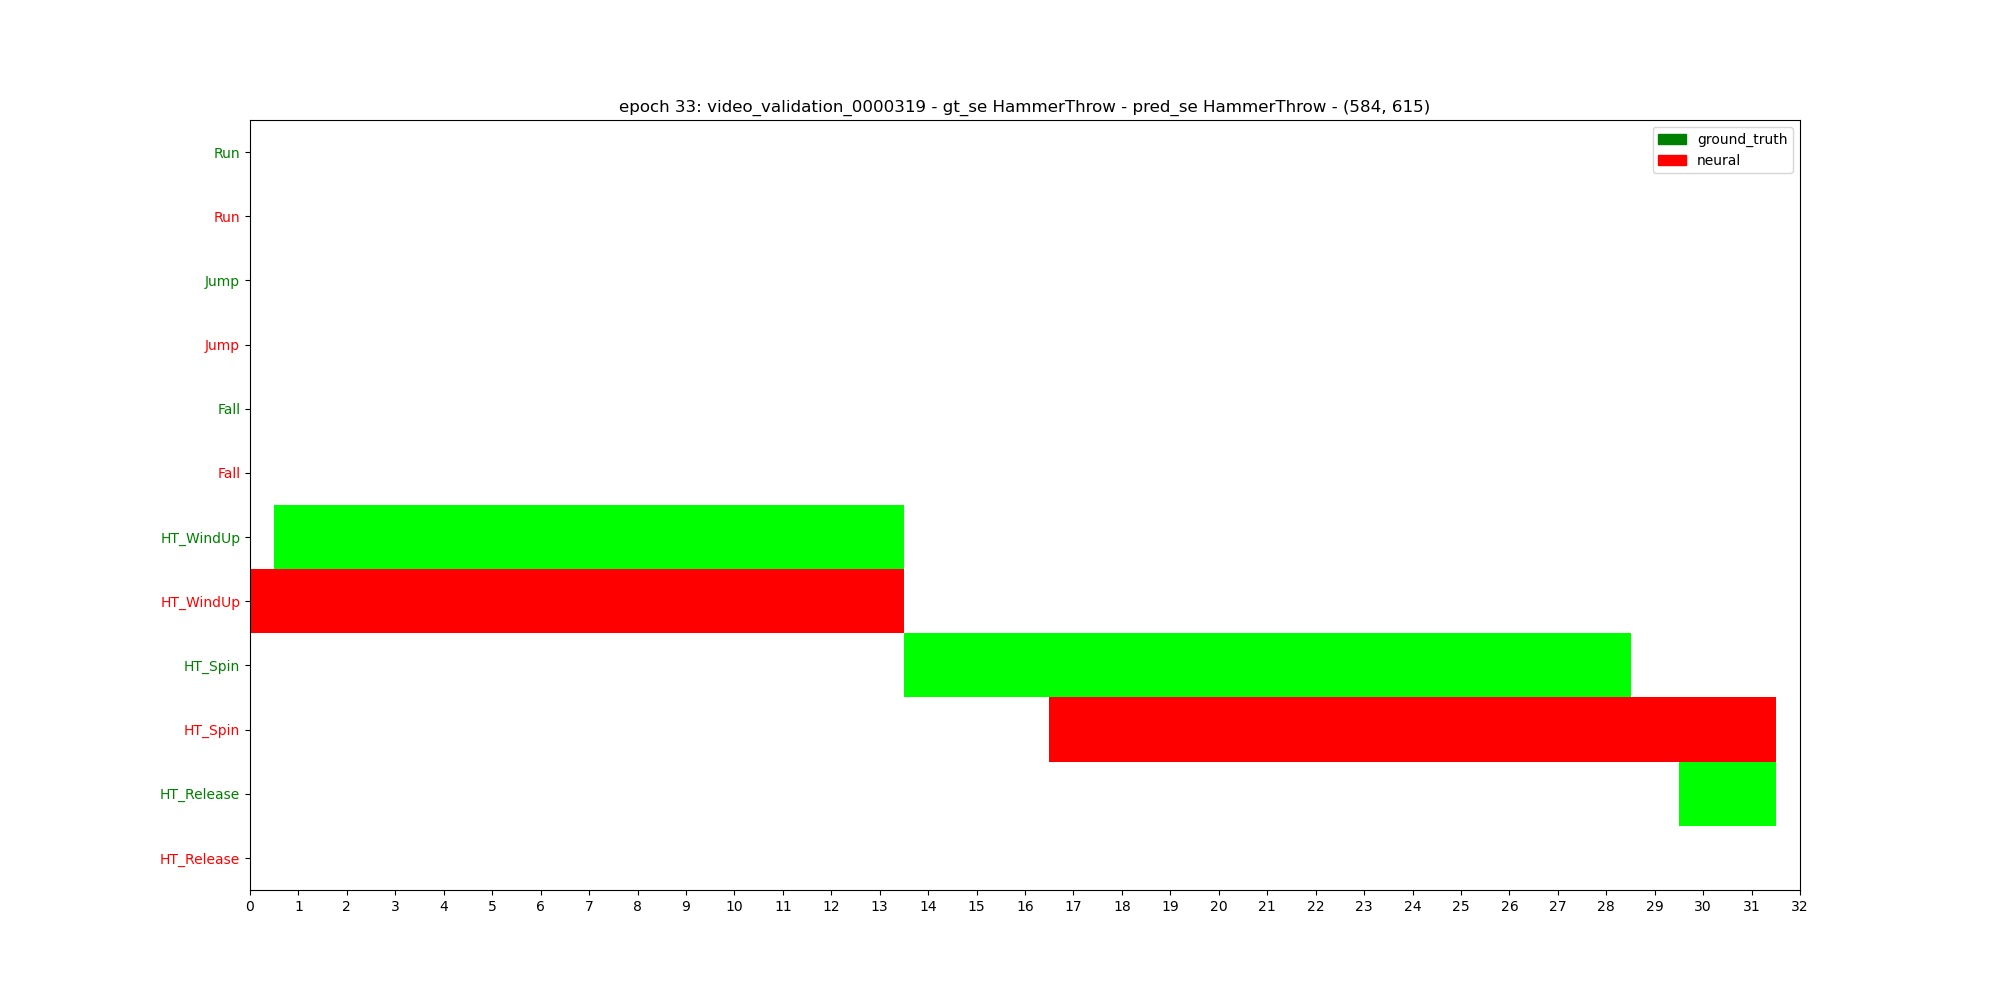 epoch 33: video_validation_0000319 - gt_se HammerThrow - pred_se HammerThrow - (584, 615)
ground_truth
neural
Run
Run
Jump
Jump
Fall
Fall
HT_WindUp
HT_WindUp
HT_Spin
HT_Spin
HT_Release
HT_Release
0 1 2 3 4 5 6 7 8 9 10 11 12 13 14 15 16 17 18 19 20 21 22 23 24 25 26 27 28 29 30 31 32